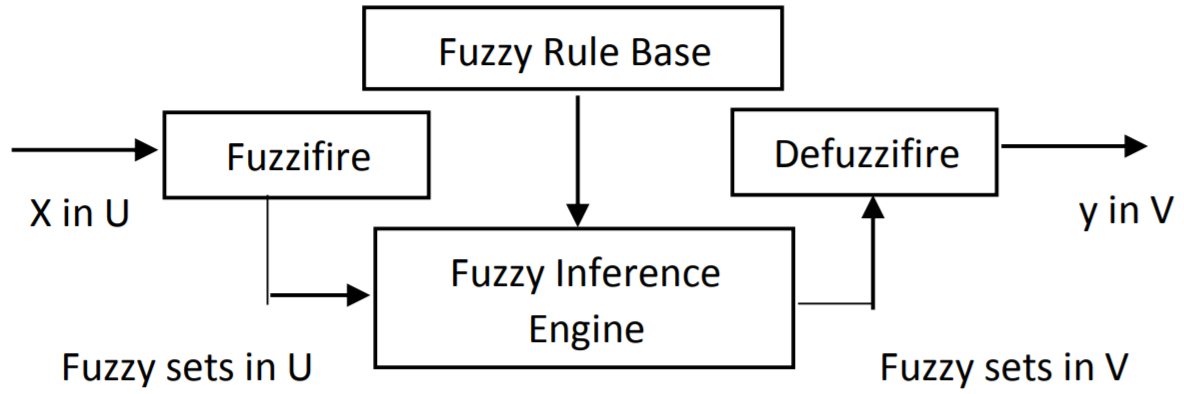 Fuzzy Rule Base
Fuzzifire
Defuzzifire
X in U
y in V
Fuzzy Inference
Engine
Fuzzy sets in U
Fuzzy sets in V